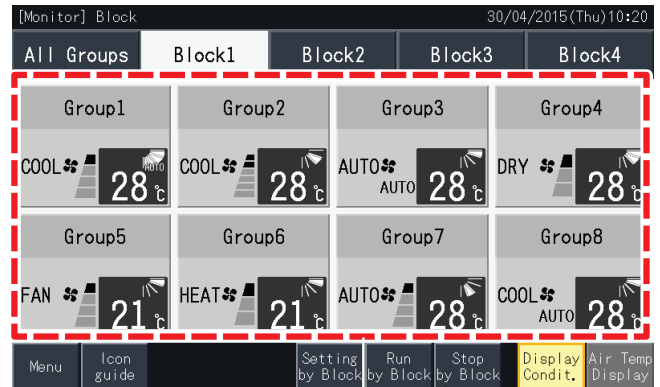 [Monitor] Block 30/04/2015(Thu)10:20
All Groups Block1 Block2 Block3 Block4
Group1 Group2 Group3 Group4
COOL AUTO 28 °C COOL 28 °C AUTO AUTO 28 °C DRY 28 °C
Group5 Group6 Group7 Group8
FAN 21 °C HEAT 21 °C AUTO 28 °C COOL AUTO 28 °C
Menu Icon guide Setting by Block Run by Block Stop by Block Display Condit. Air Temp Display